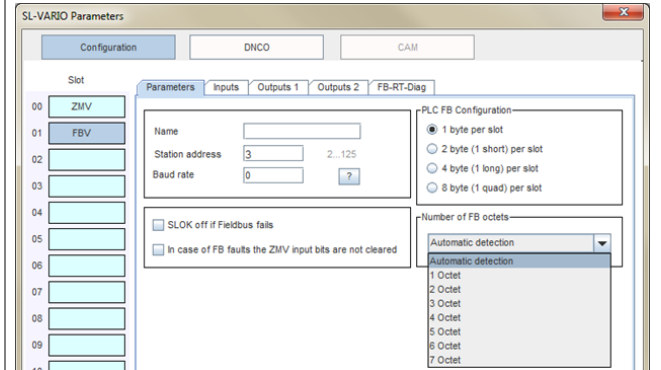 SL-VARIO Parameters
Configuration
DNCO
CAM
Slot
Parameters Inputs Outputs 1 Outputs 2 FB-RT-Diag
00 ZMV
01 FBV
02
03
04
05
06
07
08
09
Name
Station address 3 2...125
Baud rate 0 ?
SLOK off if Fieldbus fails
In case of FB faults the ZMV input bits are not cleared
PLC FB Configuration
1 byte per slot
2 byte (1 short) per slot
4 byte (1 long) per slot
8 byte (1 quad) per slot
Number of FB octets
Automatic detection
Automatic detection
1 Octet
2 Octet
3 Octet
4 Octet
5 Octet
6 Octet
7 Octet